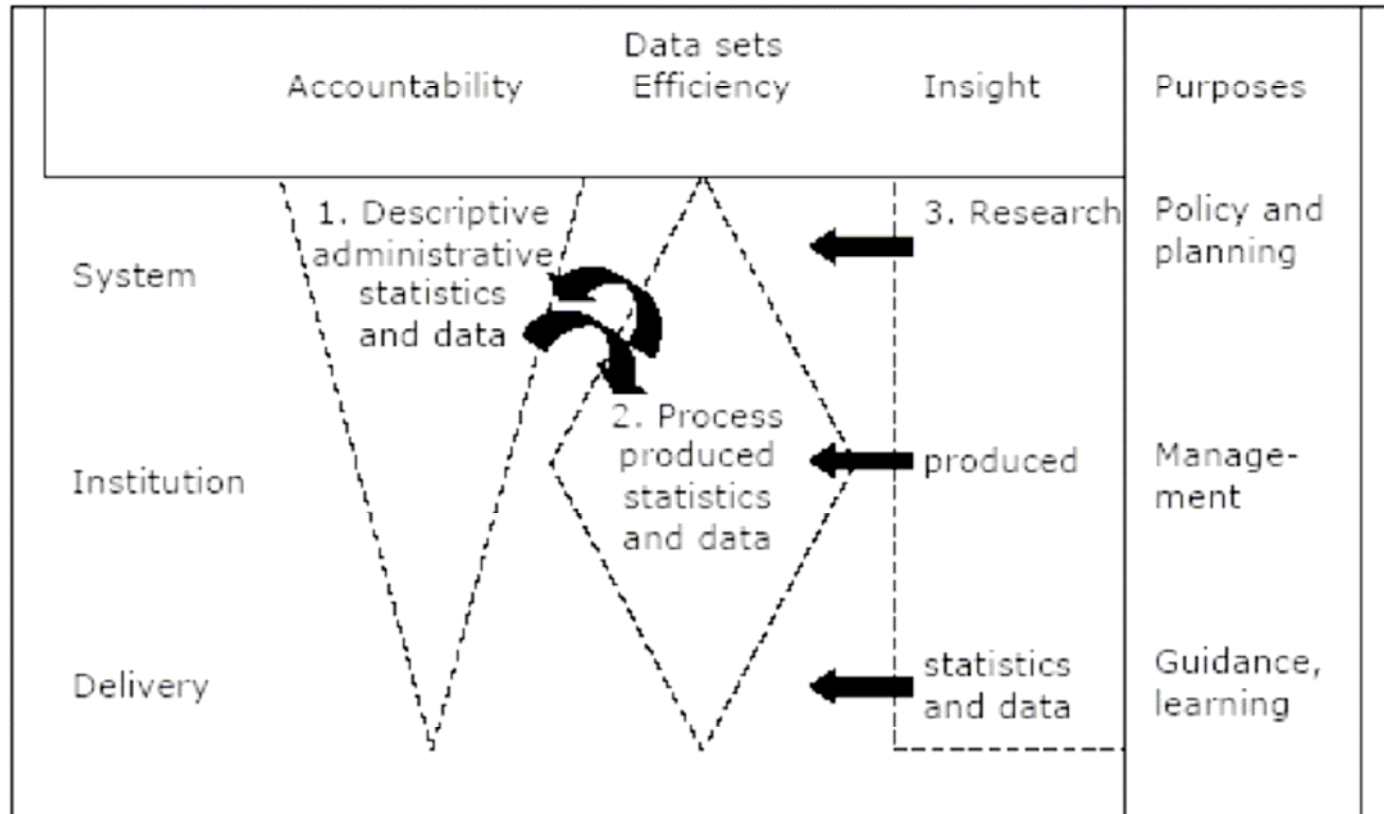 Data sets
Accountability Efficiency Insight Purposes
1. Descriptive
administrative
statistics
and data
3. Research
Policy and
planning
System
2. Process
produced
statistics
and data
produced
Manage-
ment
Institution
statistics
and data
Guidance,
learning
Delivery